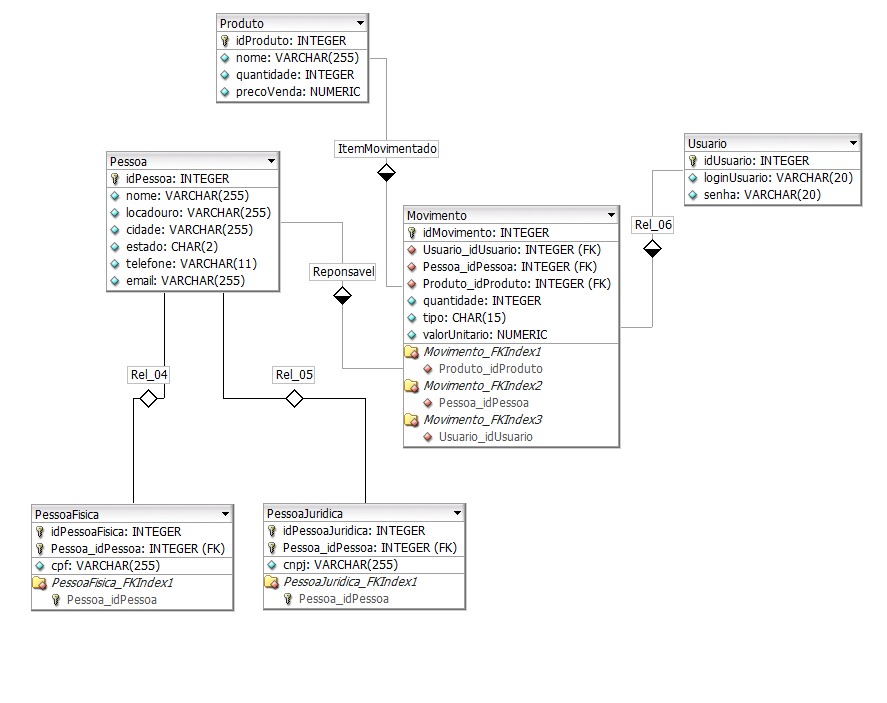 Produto
idProduto: INTEGER
nome: VARCHAR(255)
quantidade: INTEGER
precoVenda: NUMERIC
ItemMovimentado
Usuario
idUsuario: INTEGER
loginUsuario: VARCHAR(20)
senha: VARCHAR(20)
Pessoa
idPessoa: INTEGER
nome: VARCHAR(255)
locadouro: VARCHAR(255)
cidade: VARCHAR(255)
estado: CHAR(2)
telefone: VARCHAR(11)
email: VARCHAR(255)
Reponsavel
Rel_06
Movimento
idMovimento: INTEGER
Usuario_idUsuario: INTEGER (FK)
Pessoa_idPessoa: INTEGER (FK)
Produto_idProduto: INTEGER (FK)
quantidade: INTEGER
tipo: CHAR(15)
valorUnitario: NUMERIC
Movimento_FKIndex1
Produto_idProduto
Movimento_FKIndex2
Pessoa_idPessoa
Movimento_FKIndex3
Usuario_idUsuario
Rel_04
Rel_05
PessoaFisica
idPessoaFisica: INTEGER
Pessoa_idPessoa: INTEGER (FK)
cpf: VARCHAR(255)
PessoaFisica_FKIndex1
Pessoa_idPessoa
PessoaJuridica
idPessoaJuridica: INTEGER
Pessoa_idPessoa: INTEGER (FK)
cnpj: VARCHAR(255)
PessoaJuridica_FKIndex1
Pessoa_idPessoa